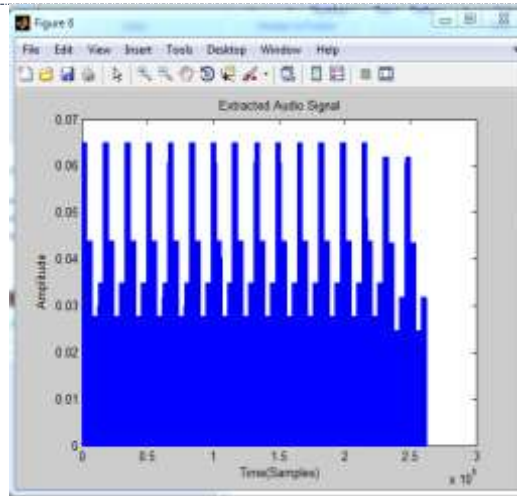 Figure 6
File Edit View Insert Tools Desktop Window Help
Extracted Audio Signal
0.07
0.06
0.05
0.04
0.03
0.02
0.01
0
Amplitude
0 0.5 1 1.5 2 2.5 3
Time(Samples)
x 10